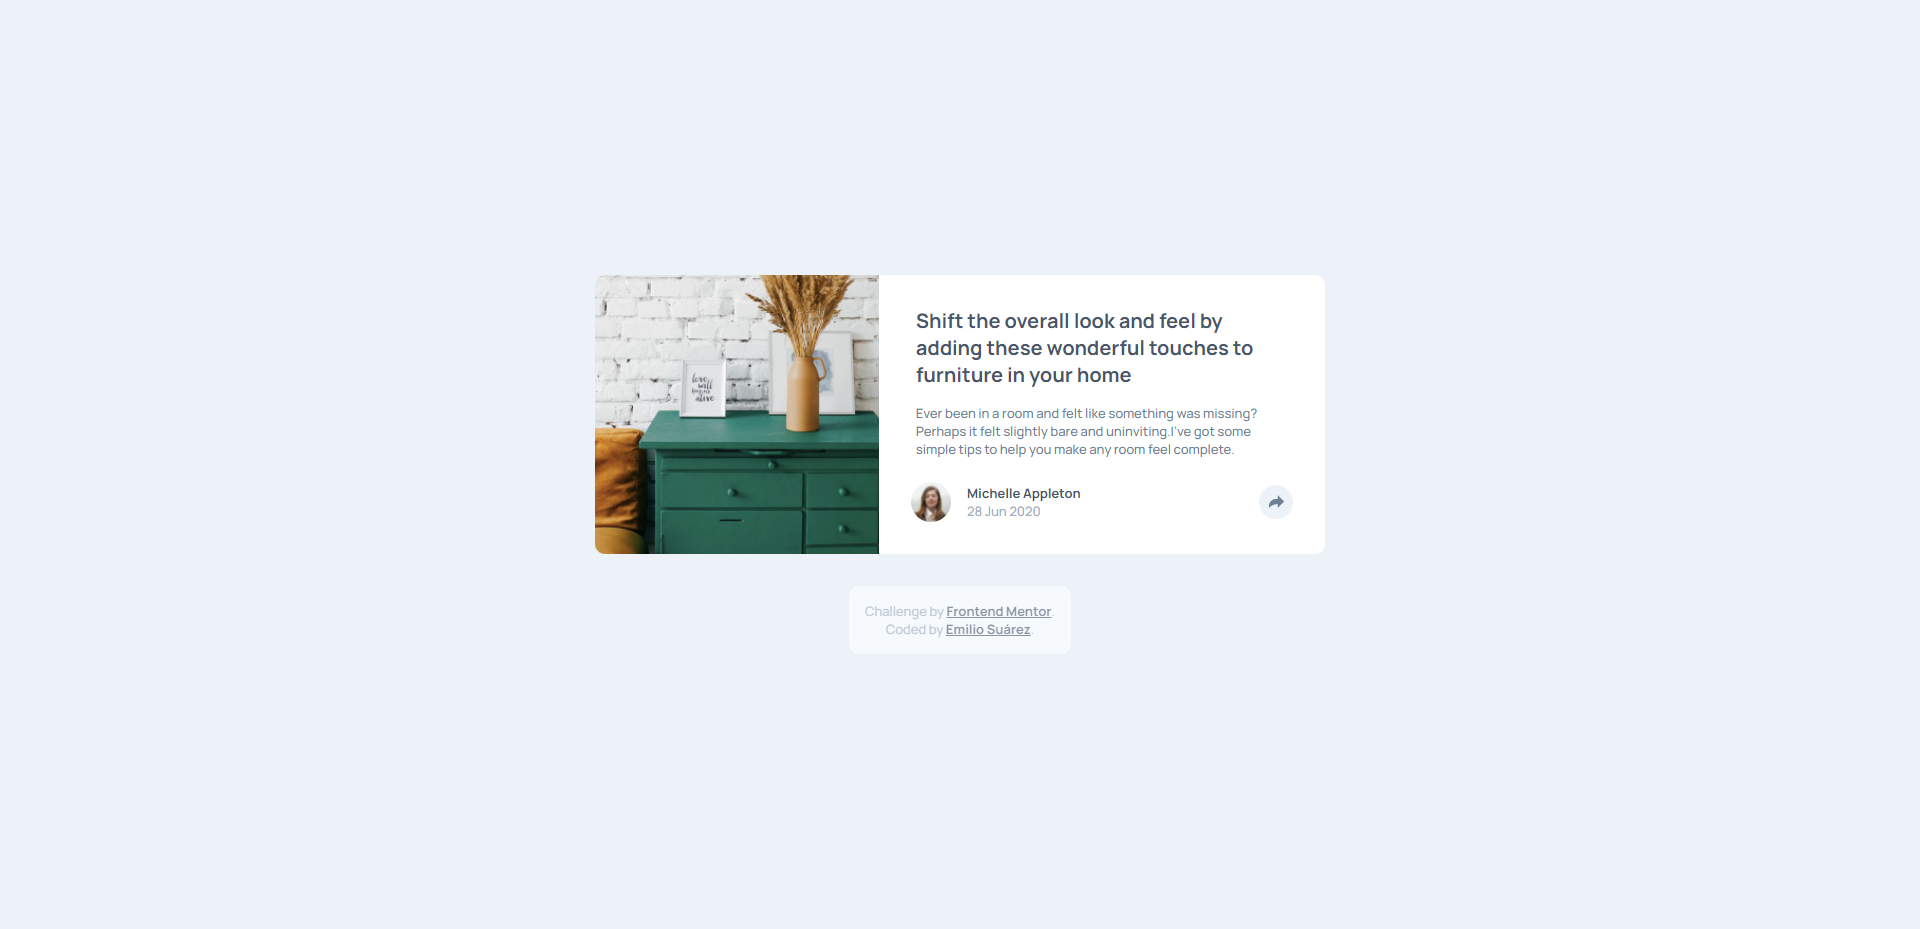 love
will
alive
Shift the overall look and feel by
adding these wonderful touches to
furniture in your home
Ever been in a room and felt like something was missing?
Perhaps it felt slightly bare and uninviting.I've got some
simple tips to help you make any room feel complete.
Michelle Appleton
28 Jun 2020
Challenge by Frontend Mentor.
Coded by Emilio Suárez.